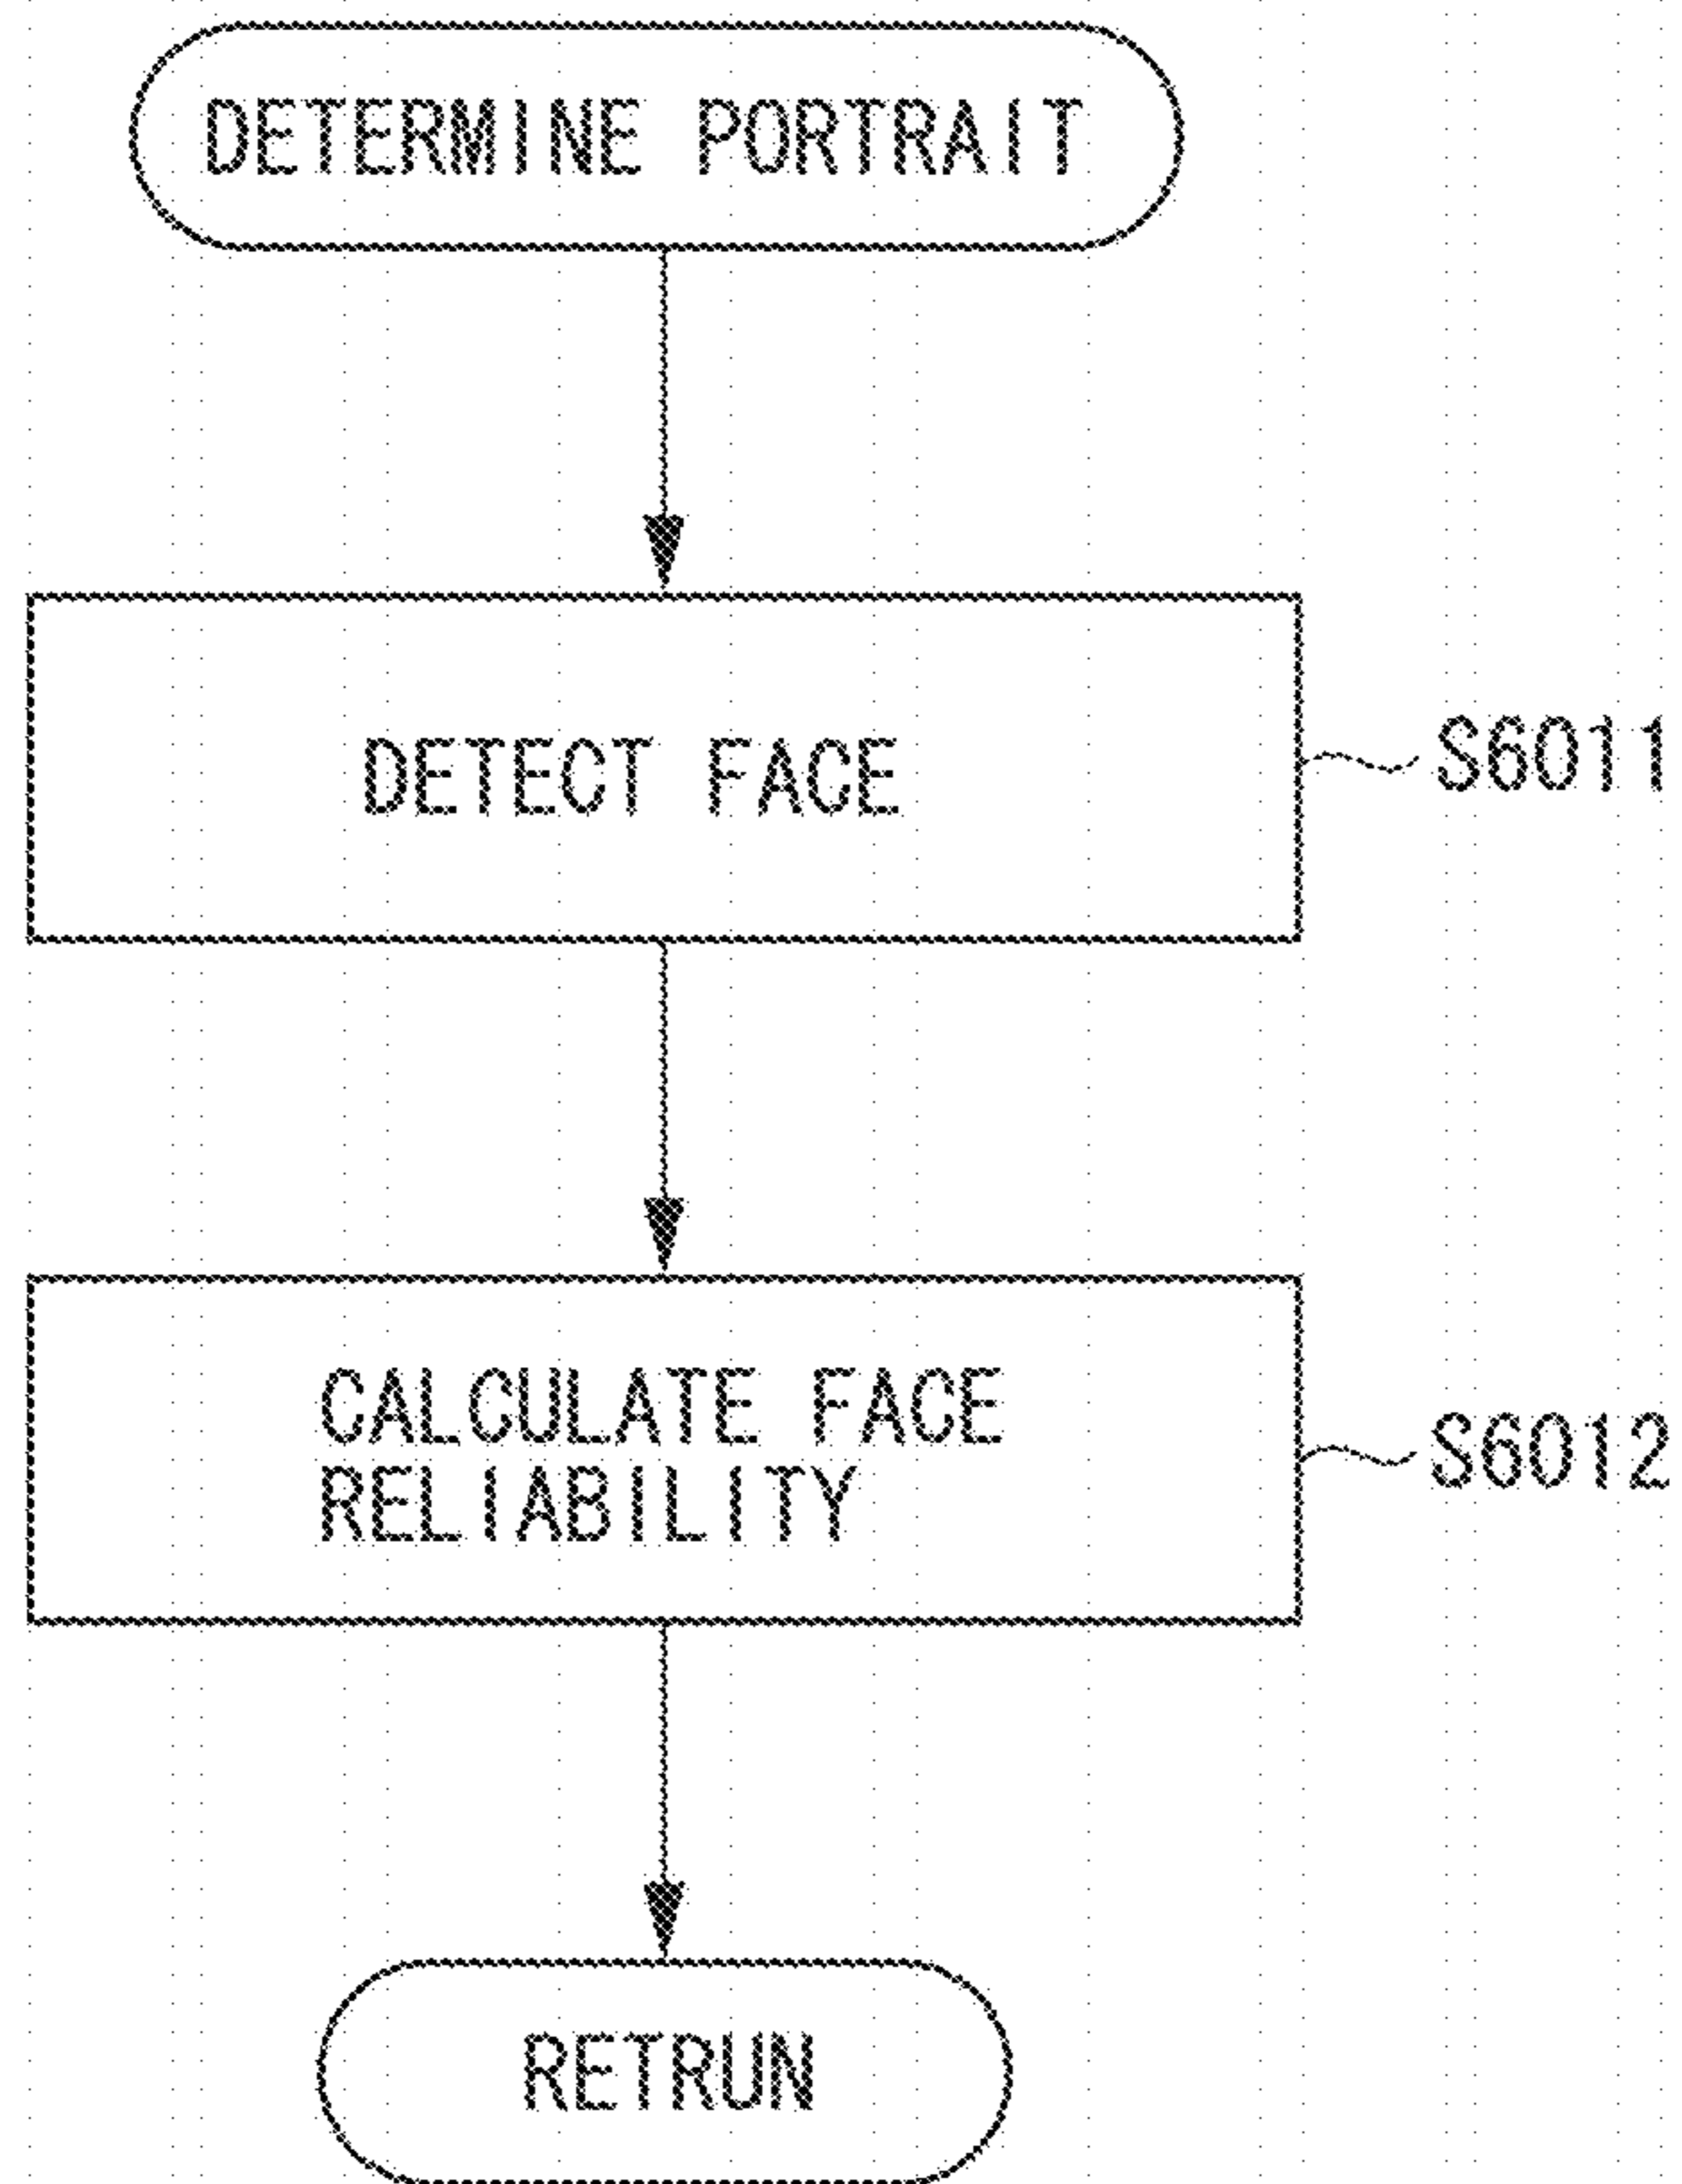 DETERMINE PORTRAIT
DETECT FACE
S6011
CALCULATE FACE
RELIABILITY
S6012
RETRUN